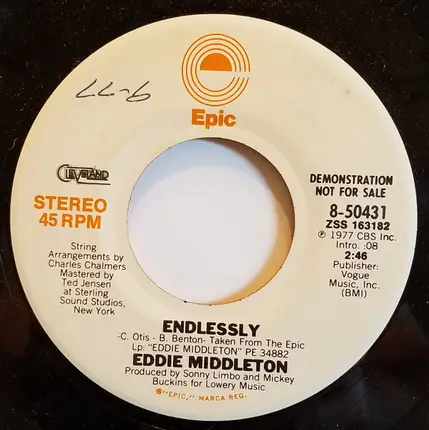 9-77
Epic
CLEVELAND
STEREO
45 RPM
String
Arrangements by
Charles Chalmers
Mastered by
Ted Jensen
at Sterling
Sound Studios,
New York
DEMONSTRATION
NOT FOR SALE
8-50431
ZSS 163182
℗ 1977 CBS Inc.
Intro. :08
2:46
Publisher:
Vogue
Music, Inc.
(BMI)
ENDLESSLY
-C. Otis - B. Benton- Taken From The Epic
Lp: "EDDIE MIDDLETON" PE 34882
EDDIE MIDDLETON
Produced by Sonny Limbo and Mickey
Buckins for Lowery Music
®"EPIC," MARCA REG.